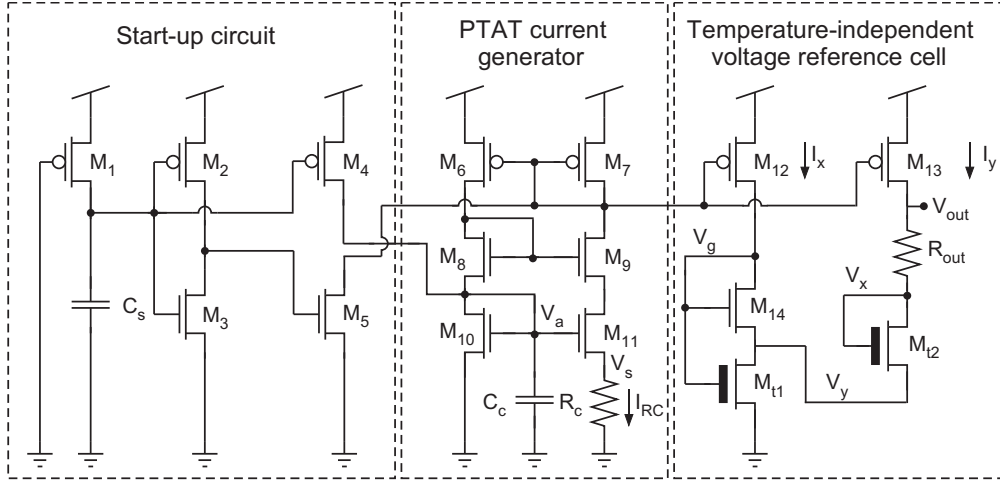 Start-up circuit
PTAT current
generator
Temperature-independent
voltage reference cell
M1
M2
M4
M6
M7
M12
Ix
M13
Iy
Vout
Rout
Vg
M8
M9
Vx
Cs
M3
M5
M10
Va
M11
M14
Mt2
Vs
Mt1
Vy
Cc
Rc
IRC